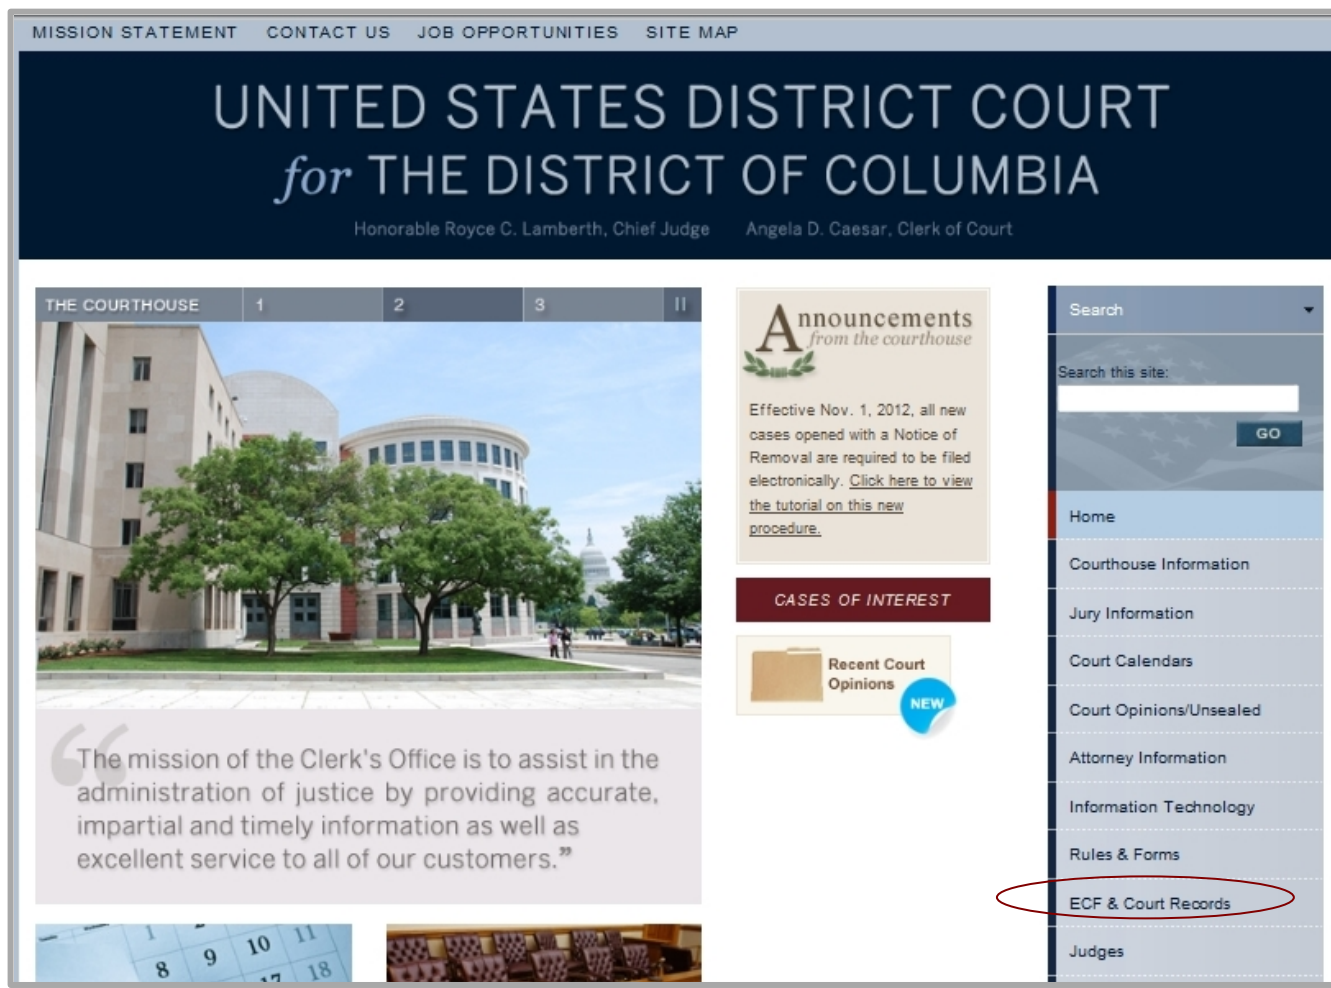 MISSION STATEMENT CONTACT US JOB OPPORTUNITIES SITE MAP
UNITED STATES DISTRICT COURT
for THE DISTRICT OF COLUMBIA
Honorable Royce C. Lamberth, Chief Judge Angela D. Caesar, Clerk of Court
THE COURTHOUSE 1 2 3
Announcements
from the courthouse
Effective Nov. 1, 2012, all new
cases opened with a Notice of
Removal are required to be filed
electronically. Click here to view
the tutorial on this new
procedure.
CASES OF INTEREST
Recent Court
Opinions
NEW
Search
Search this site:
GO
Home
Courthouse Information
Jury Information
Court Calendars
Court Opinions/Unsealed
Attorney Information
Information Technology
Rules & Forms
ECF & Court Records
Judges
“The mission of the Clerk's Office is to assist in the
administration of justice by providing accurate,
impartial and timely information as well as
excellent service to all of our customers.”
1 2
8 9 10 11
17 18